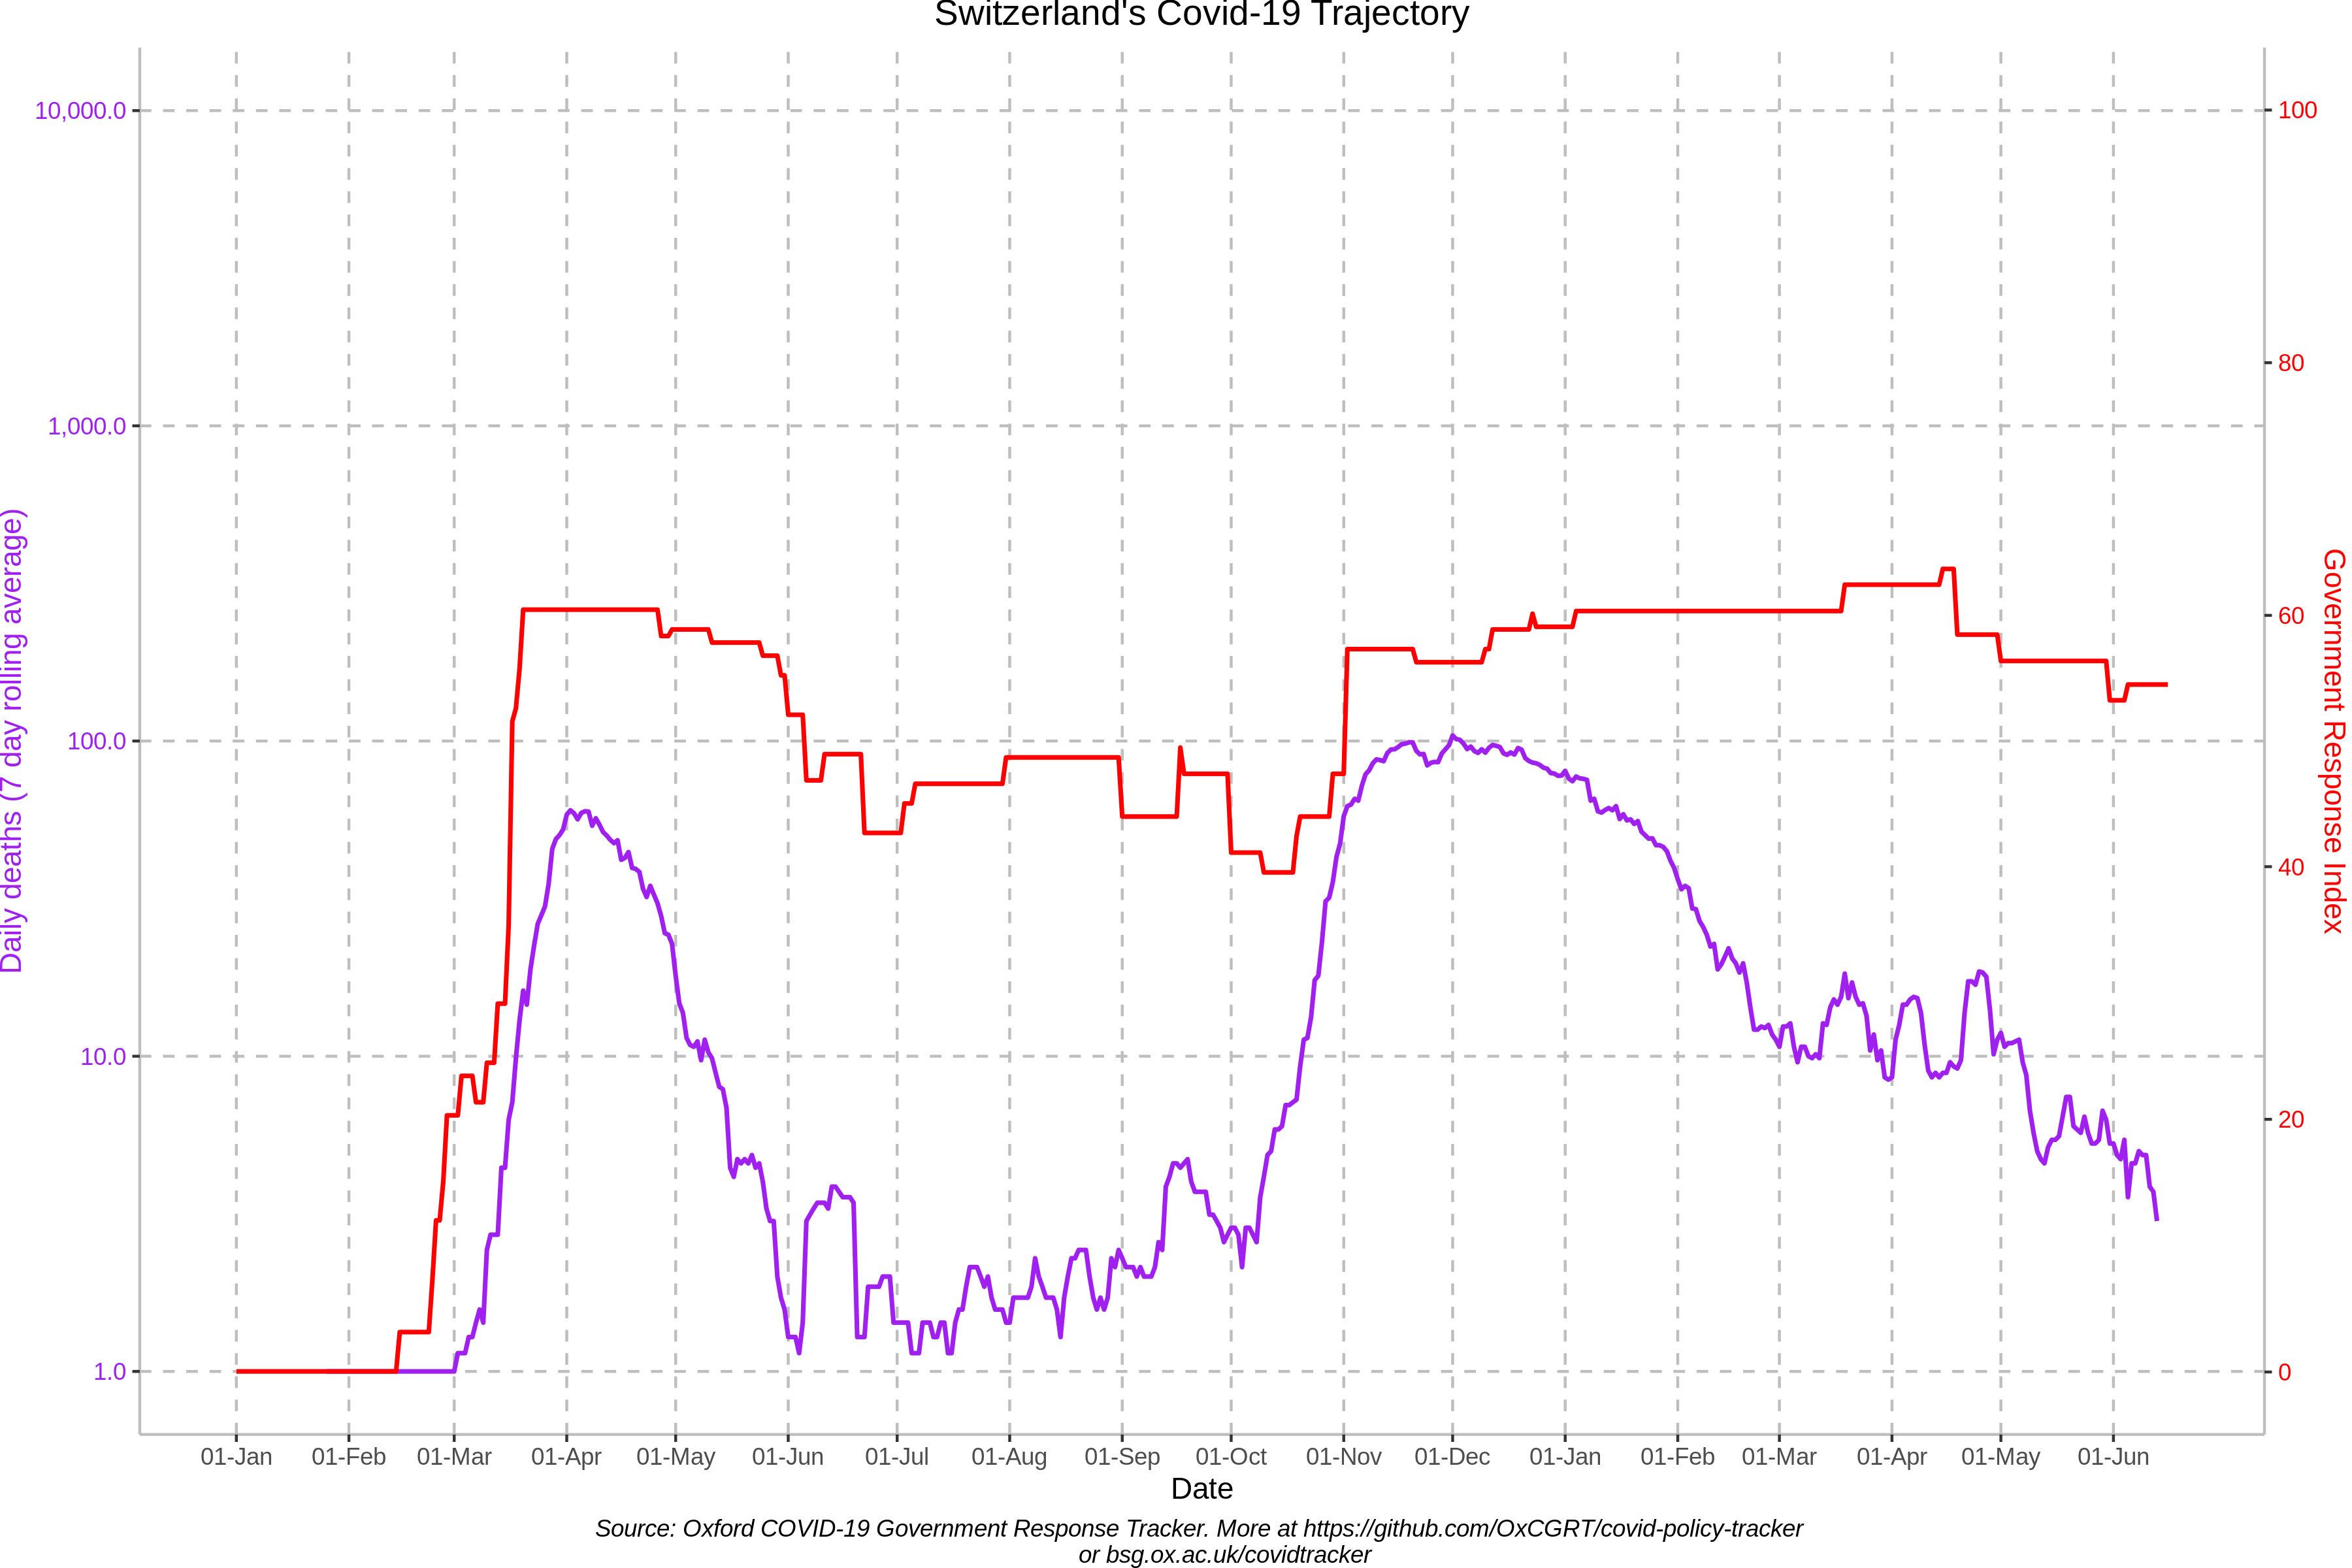 Switzerland's Covid-19 Trajectory
10,000.0
1,000.0
100.0
10.0
1.0
Daily deaths (7 day rolling average)
100
80
60
40
20
0
Government Response Index
01-Jan 01-Feb 01-Mar 01-Apr 01-May 01-Jun 01-Jul 01-Aug 01-Sep 01-Oct 01-Nov 01-Dec 01-Jan 01-Feb 01-Mar 01-Apr 01-May 01-Jun
Date
Source: Oxford COVID-19 Government Response Tracker. More at https://github.com/OxCGRT/covid-policy-tracker
or bsg.ox.ac.uk/covidtracker